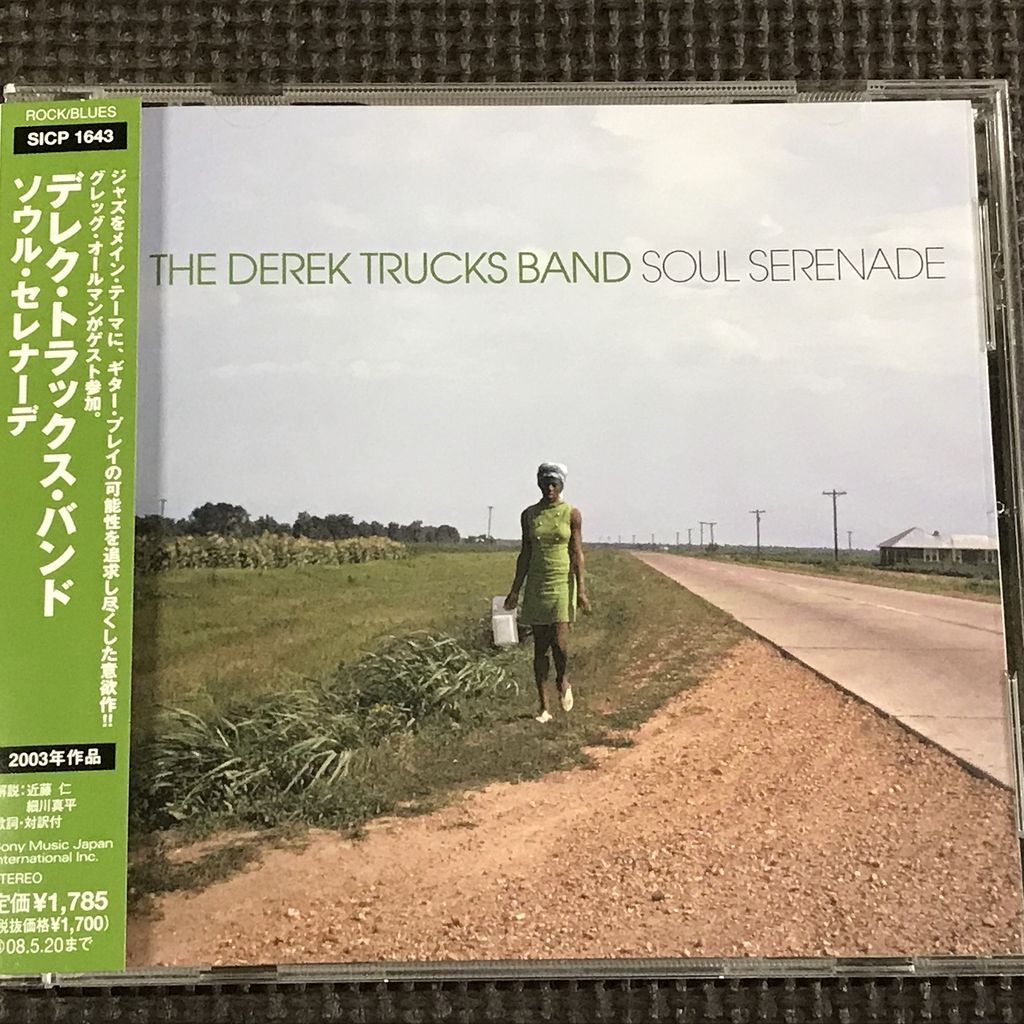 ROCK/BLUES
SICP 1643
ジャズをメイン・テーマに、ギター・プレイの可能性を追求し尽くした意欲作!!
グレッグ・オールマンがゲスト参加。
デレク・トラックス・バンド
ソウル・セレナーデ
THE DEREK TRUCKS BAND SOUL SERENADE
2003年作品
解説:近藤 仁
細川真平
歌詞・対訳付
Sony Music Japan
International Inc.
STEREO
定価¥1,785
(税抜価格¥1,700)
08.5.20まで